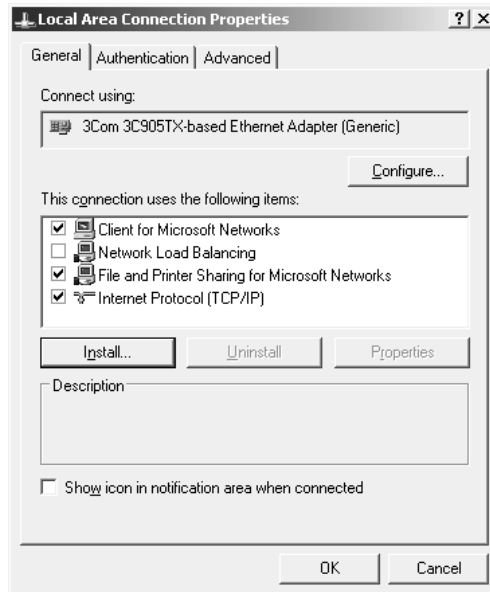 Local Area Connection Properties
General Authentication Advanced
Connect using:
3Com 3C905TX-based Ethernet Adapter (Generic)
Configure...
This connection uses the following items:
Client for Microsoft Networks
Network Load Balancing
File and Printer Sharing for Microsoft Networks
Internet Protocol (TCP/IP)
Install... Uninstall Properties
Description
Show icon in notification area when connected
OK Cancel